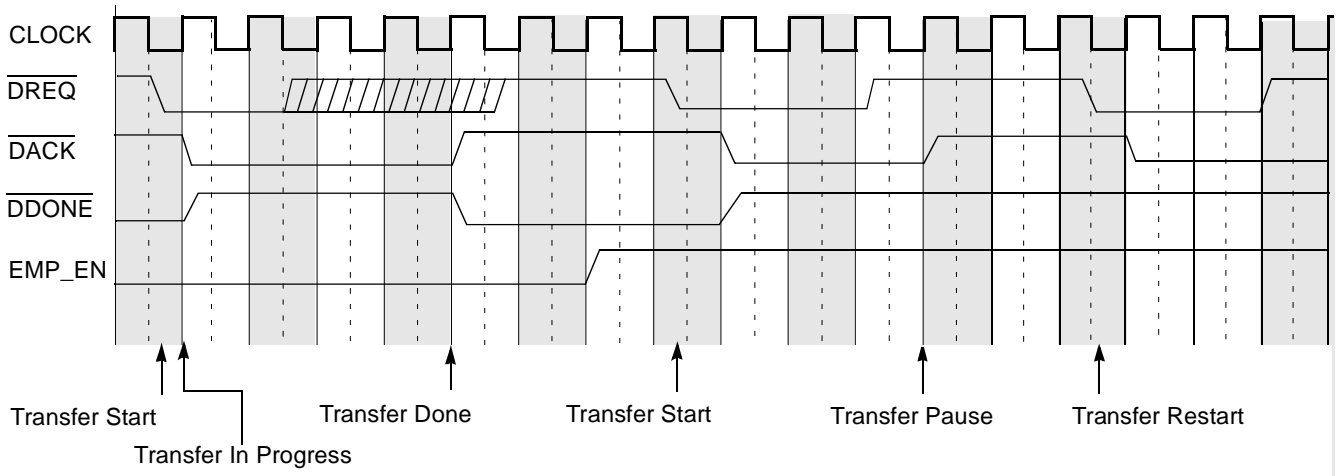 CLOCK
DREQ
DACK
DDONE
EMP_EN
Transfer Start
Transfer In Progress
Transfer Done
Transfer Start
Transfer Pause
Transfer Restart